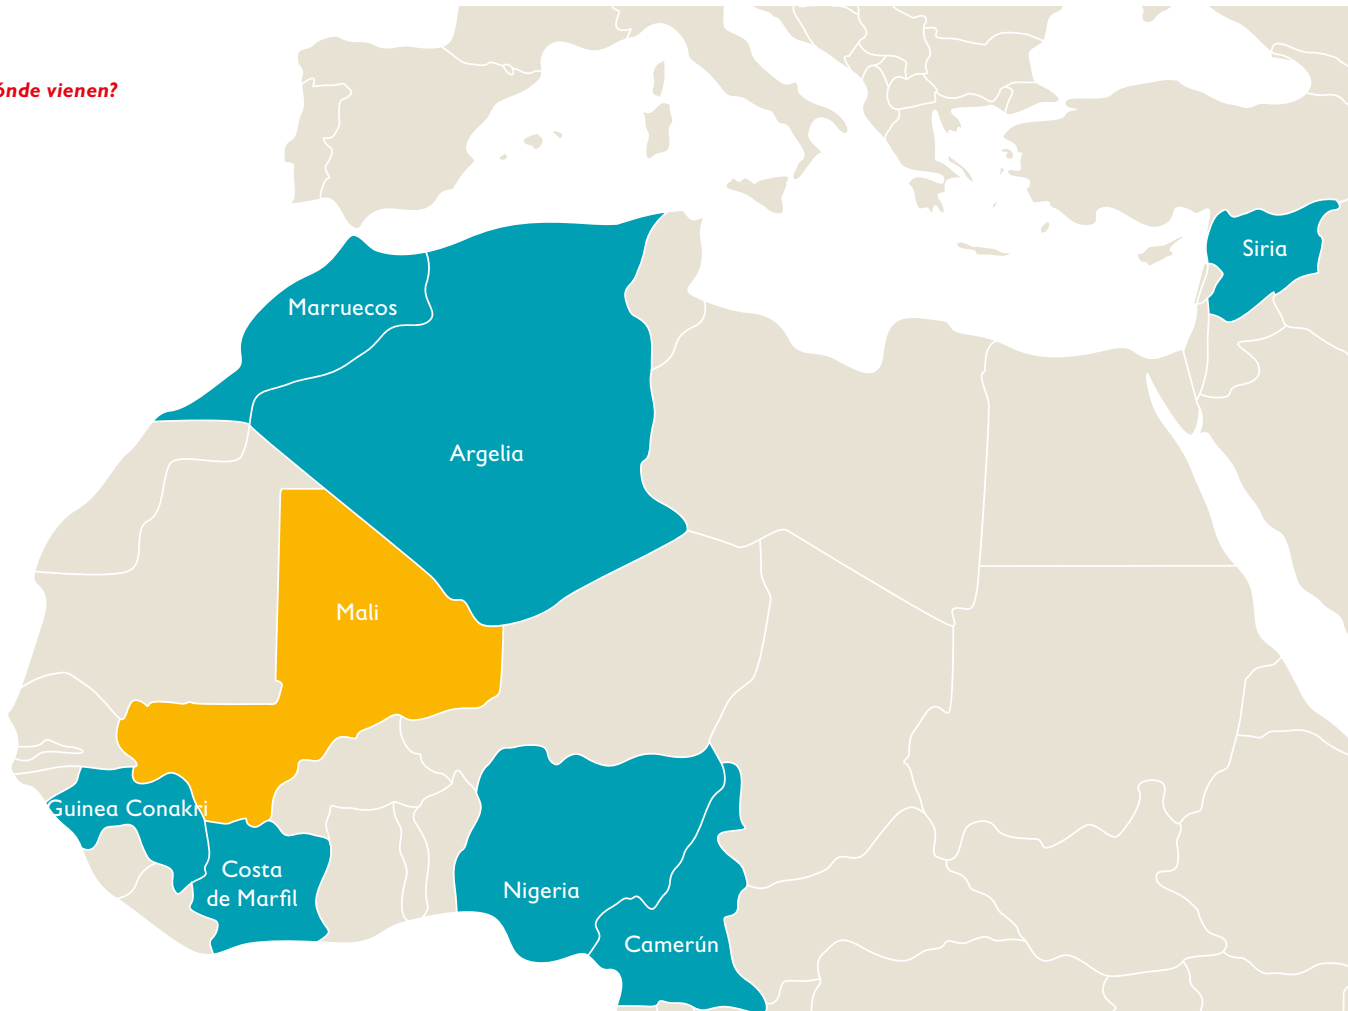 ónde vienen?
Siria
Marruecos
Argelia
Mali
Guinea Conakri
Costa
de Marfil
Nigeria
Camerún